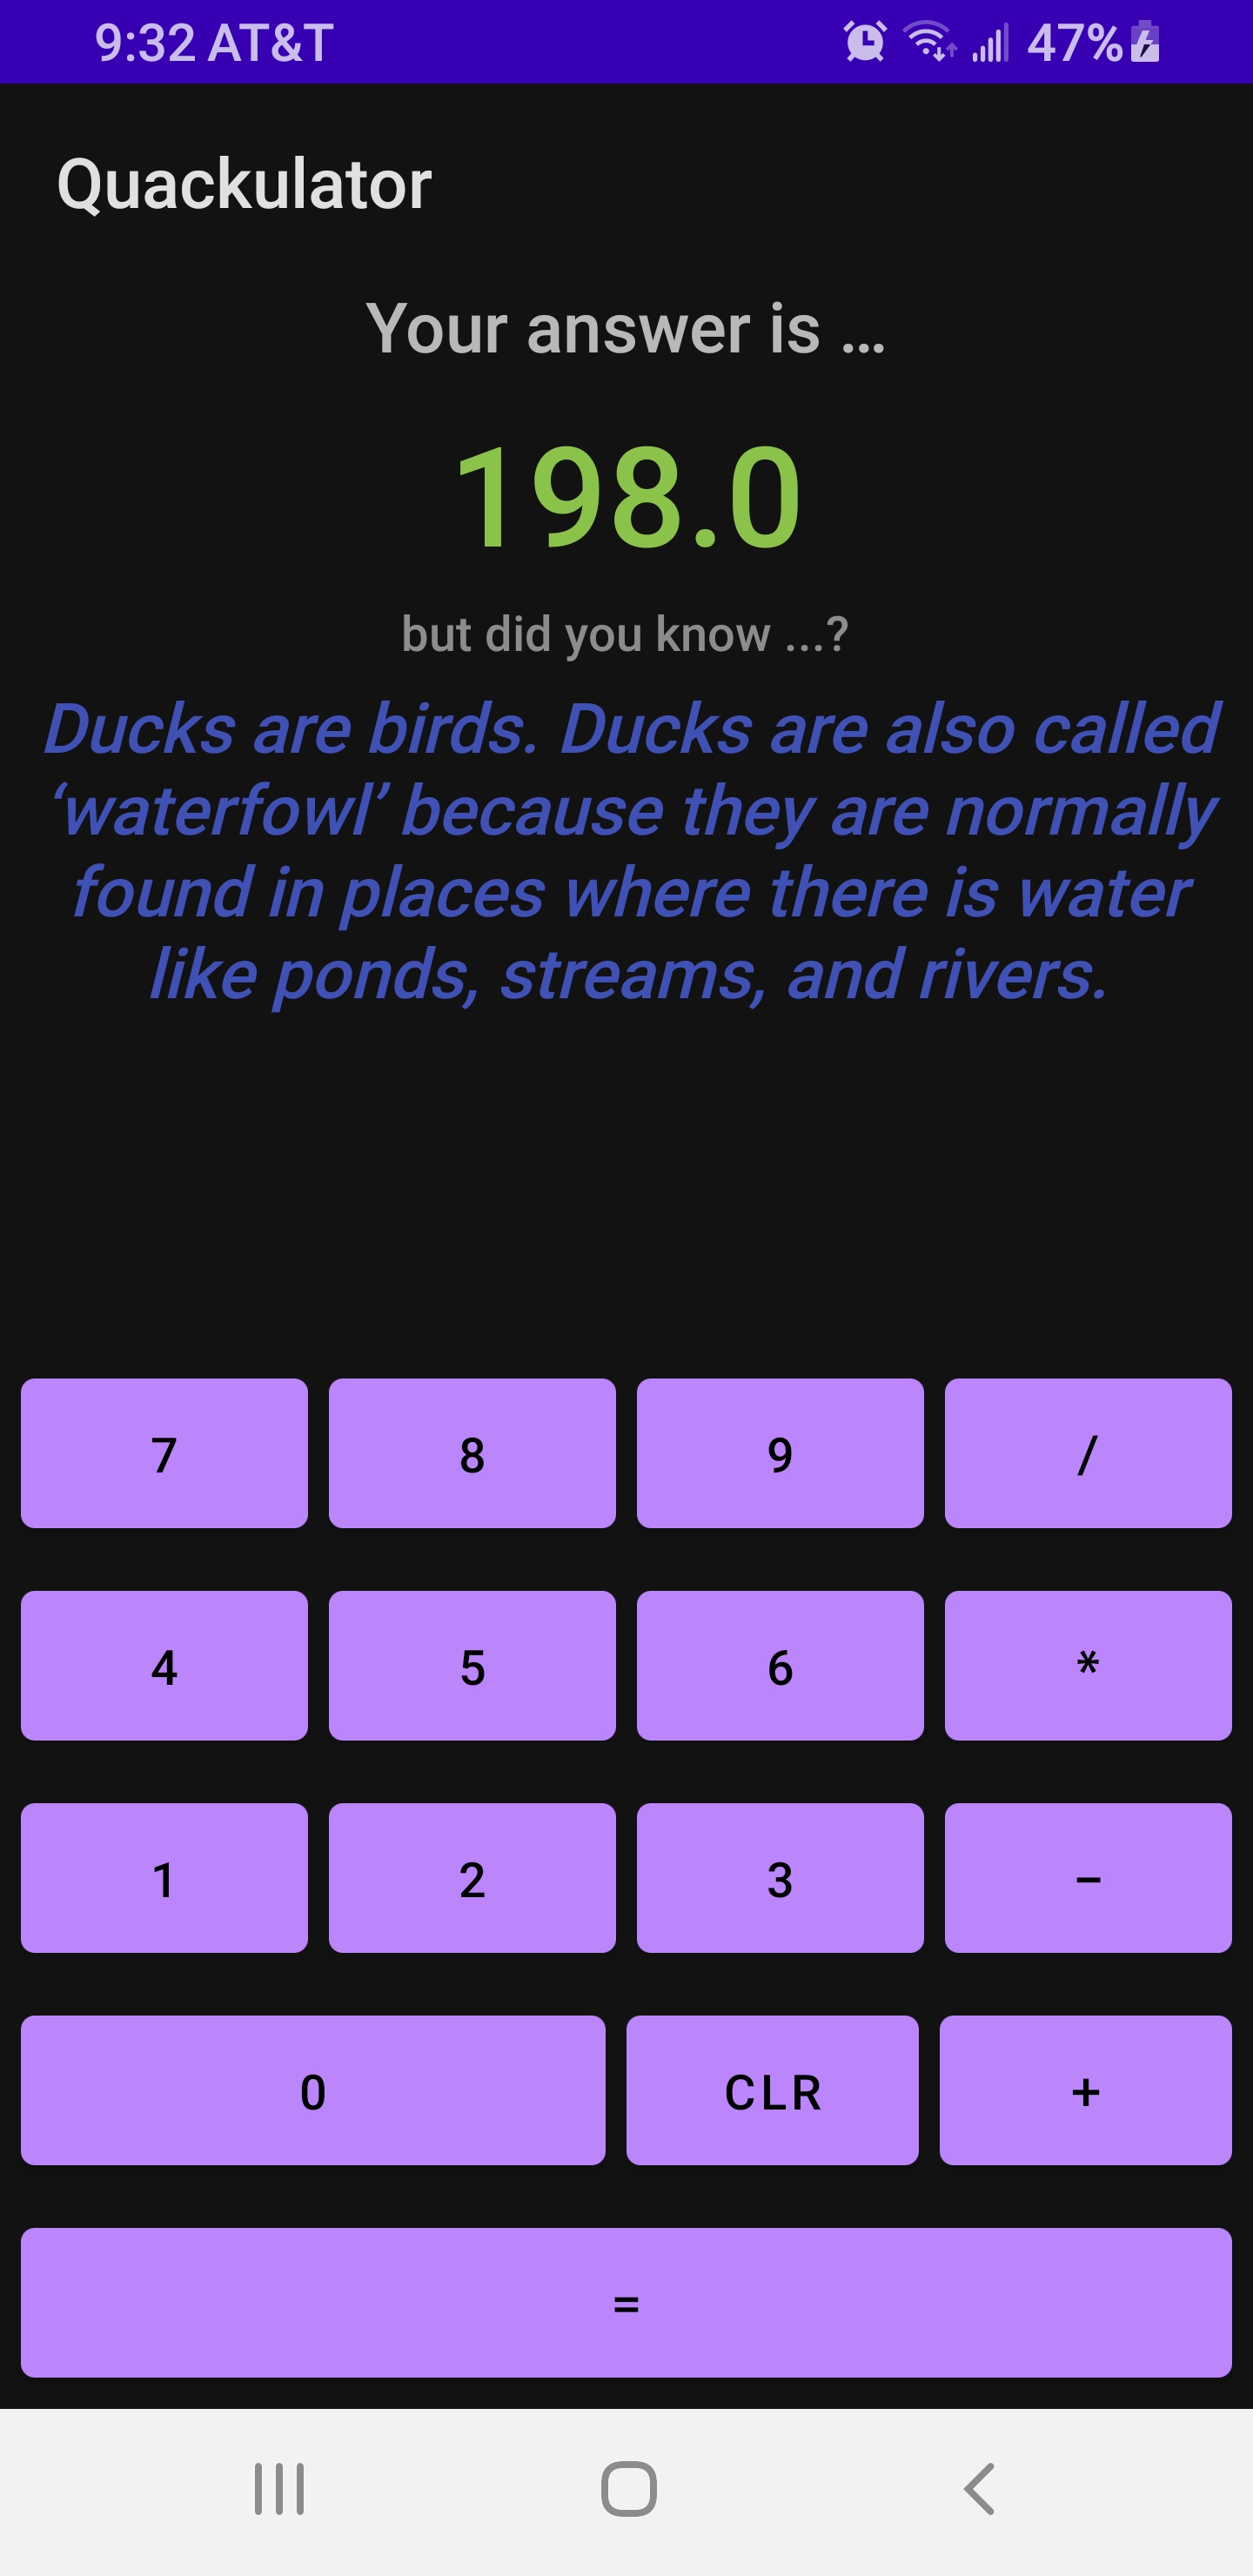 9:32 AT&T 47%
Quackulator
Your answer is ...
198.0
but did you know ...?
Ducks are birds. Ducks are also called
‘waterfowl’ because they are normally
found in places where there is water
like ponds, streams, and rivers.
7 8 9 /
4 5 6 *
1 2 3 –
0 CLR +
=